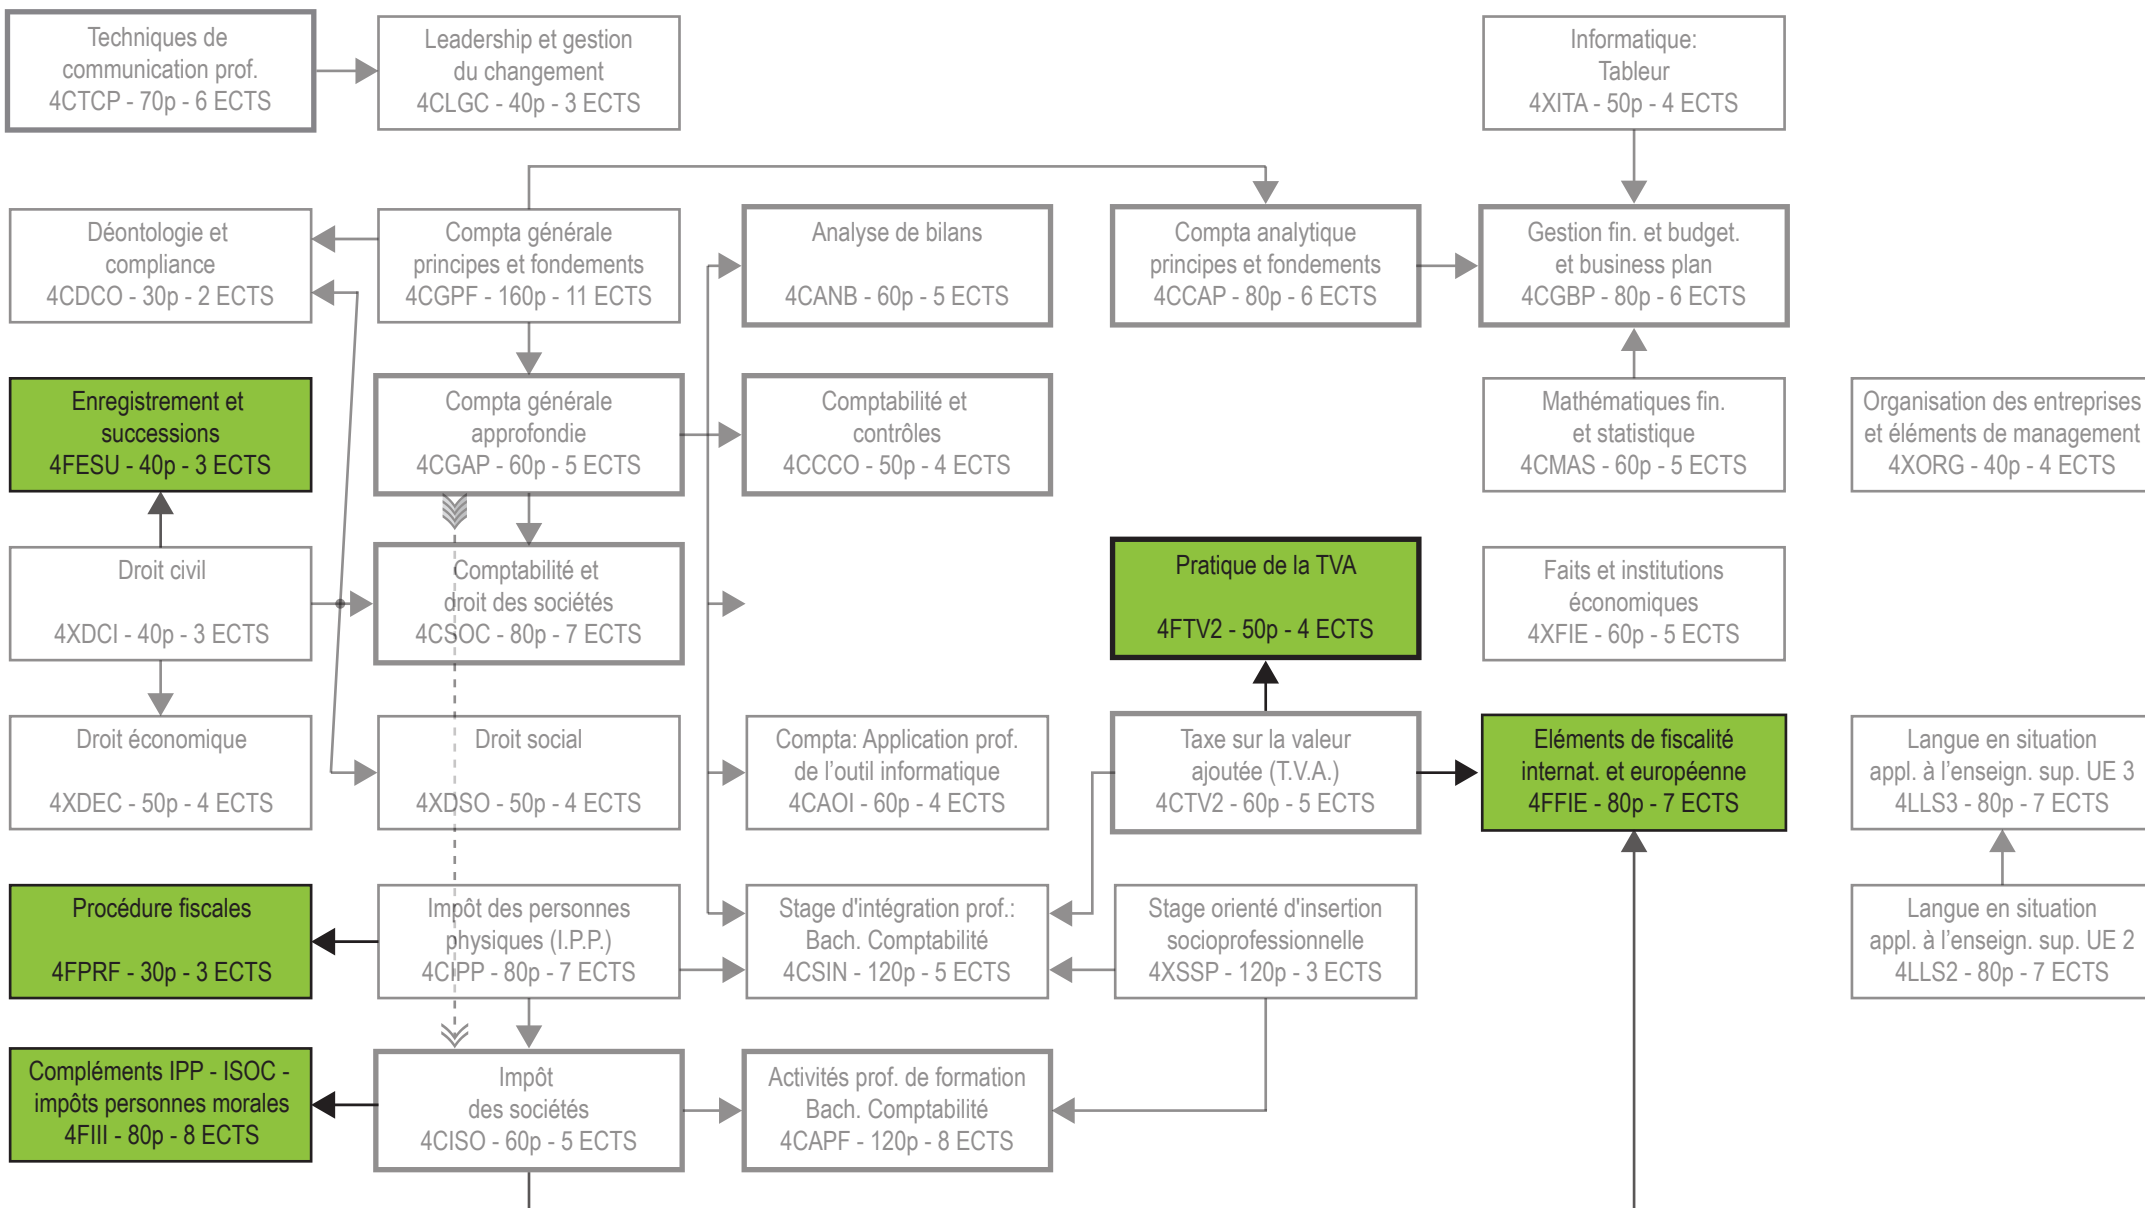 Techniques de
communication prof.
4CTCP - 70p - 6 ECTS
Leadership et gestion
du changement
4CLGC - 40p - 3 ECTS
Informatique:
Tableur
4XITA - 50p - 4 ECTS
Déontologie et
compliance
4CDCO - 30p - 2 ECTS
Compta générale
principes et fondements
4CGPF - 160p - 11 ECTS
Analyse de bilans
4CANB - 60p - 5 ECTS
Compta analytique
principes et fondements
4CCAP - 80p - 6 ECTS
Gestion fin. et budget.
et business plan
4CGBP - 80p - 6 ECTS
Enregistrement et
successions
4FESU - 40p - 3 ECTS
Compta générale
approfondie
4CGAP - 60p - 5 ECTS
Comptabilité et
contrôles
4CCCO - 50p - 4 ECTS
Mathématiques fin.
et statistique
4CMAS - 60p - 5 ECTS
Organisation des entreprises
et éléments de management
4XORG - 40p - 4 ECTS
Droit civil
4XDCI - 40p - 3 ECTS
Comptabilité et
droit des sociétés
4CSOC - 80p - 7 ECTS
Pratique de la TVA
4FTV2 - 50p - 4 ECTS
Faits et institutions
économiques
4XFIE - 60p - 5 ECTS
Droit économique
4XDEC - 50p - 4 ECTS
Droit social
4XDSO - 50p - 4 ECTS
Compta: Application prof.
de l’outil informatique
4CAOI - 60p - 4 ECTS
Taxe sur la valeur
ajoutée (T.V.A.)
4CTV2 - 60p - 5 ECTS
Eléments de fiscalité
internat. et européenne
4FFIE - 80p - 7 ECTS
Langue en situation
appl. à l’enseign. sup. UE 3
4LLS3 - 80p - 7 ECTS
Procédure fiscales
4FPRF - 30p - 3 ECTS
Impôt des personnes
physiques (I.P.P.)
4CIPP - 80p - 7 ECTS
Stage d'intégration prof.:
Bach. Comptabilité
4CSIN - 120p - 5 ECTS
Stage orienté d'insertion
socioprofessionnelle
4XSSP - 120p - 3 ECTS
Langue en situation
appl. à l’enseign. sup. UE 2
4LLS2 - 80p - 7 ECTS
Compléments IPP - ISOC -
impôts personnes morales
4FIII - 80p - 8 ECTS
Impôt
des sociétés
4CISO - 60p - 5 ECTS
Activités prof. de formation
Bach. Comptabilité
4CAPF - 120p - 8 ECTS